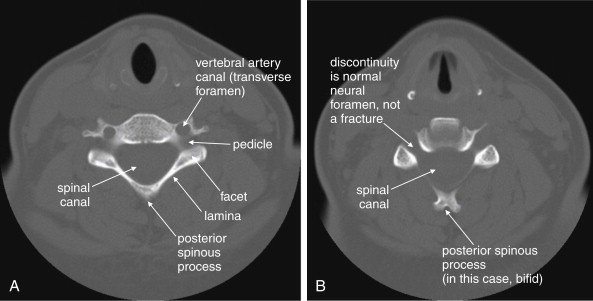 vertebral artery
canal (transverse
foramen)
pedicle
spinal
canal
facet
lamina
posterior
spinous
process
A
discontinuity
is normal
neural
foramen, not
a fracture
spinal
canal
posterior spinous
process
(in this case, bifid)
B